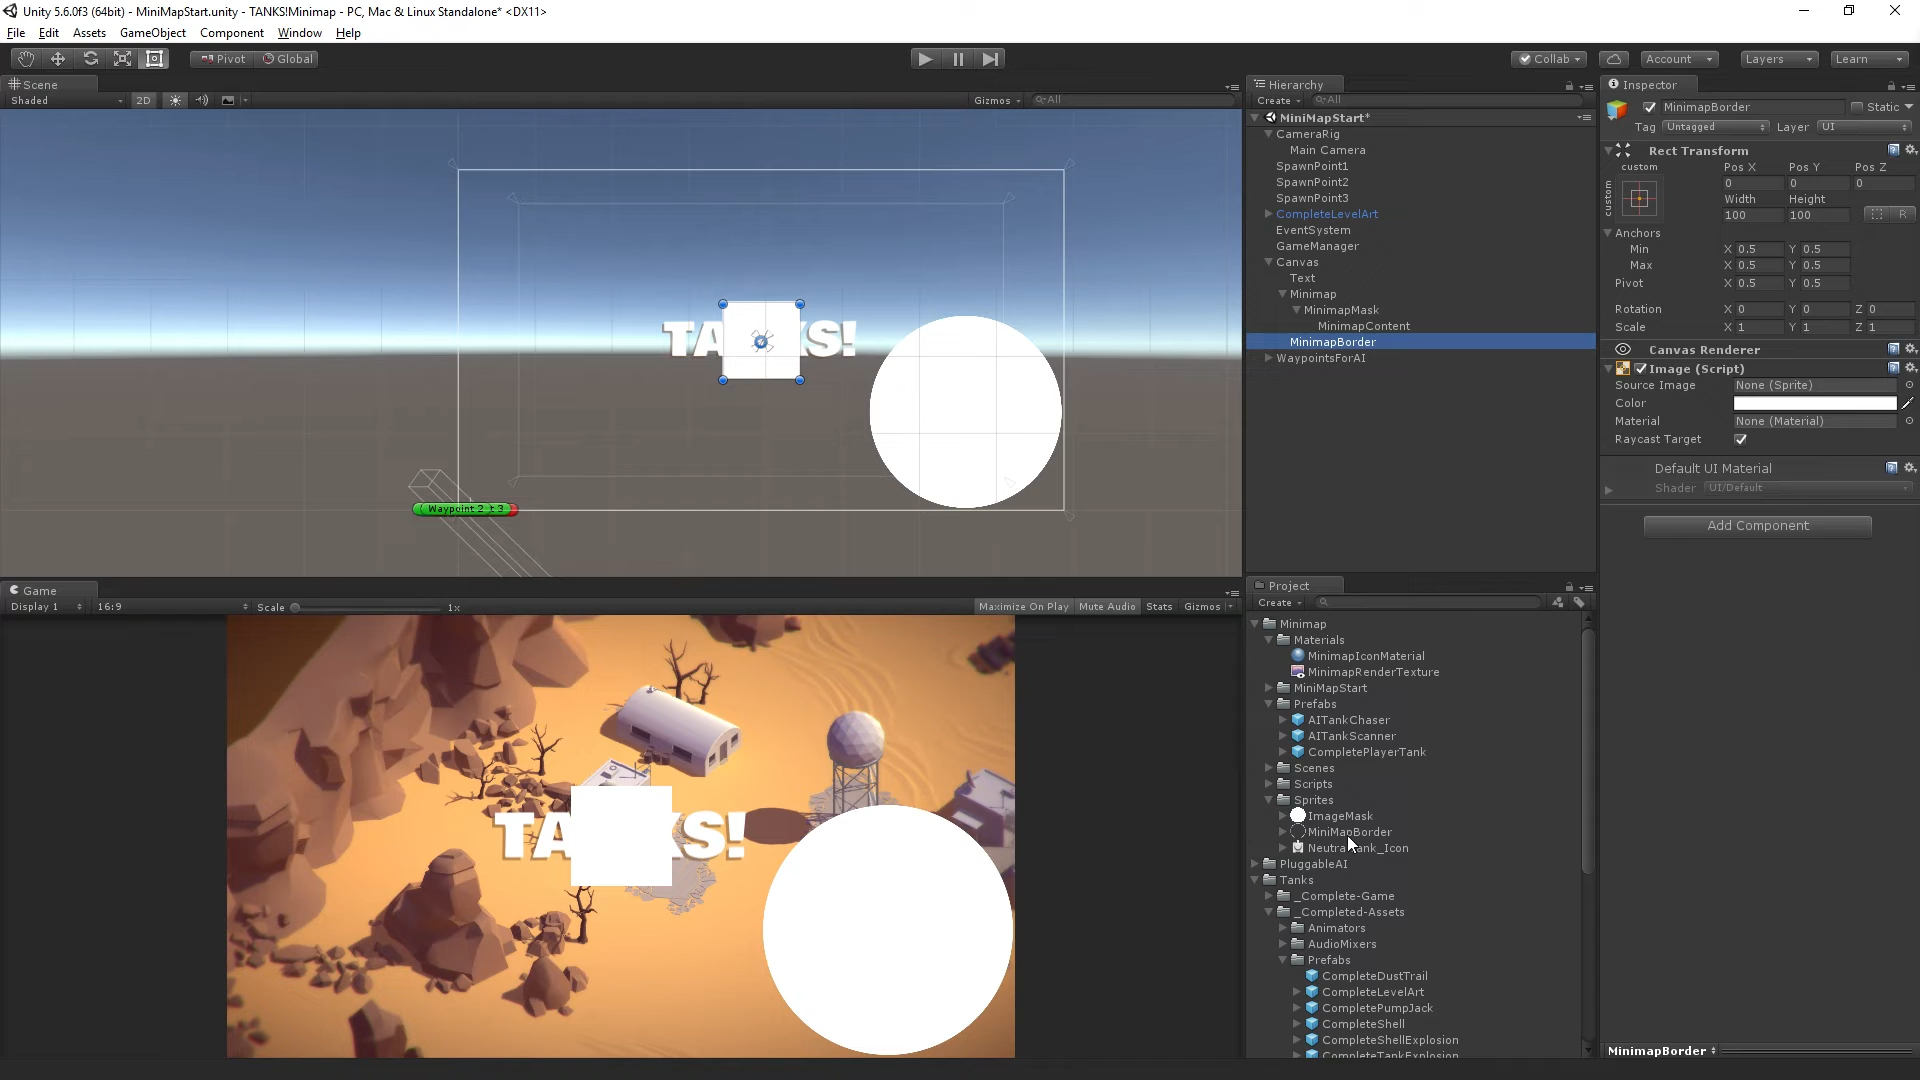 Unity 5.6.0f3 (64bit) - MiniMapStart.unity - TANKS!Minimap - PC, Mac & Linux Standalone* <DX11>
File Edit Assets GameObject Component Window Help
Pivot Global Collab Account Layers Learn
Scene
Shaded 2D Gizmos All
TA KS!
Waypoint 2 t 3
Game
Display 1 16:9 Scale 1x Maximize On Play Mute Audio Stats Gizmos
TA KS!
Hierarchy
Create All
MiniMapStart*
CameraRig
Main Camera
SpawnPoint1
SpawnPoint2
SpawnPoint3
CompleteLevelArt
EventSystem
GameManager
Canvas
Text
Minimap
MinimapMask
MinimapContent
MinimapBorder
WaypointsForAI
Project
Create
Minimap
Materials
MinimapIconMaterial
MinimapRenderTexture
MiniMapStart
Prefabs
AITankChaser
AITankScanner
CompletePlayerTank
Scenes
Scripts
Sprites
ImageMask
MiniMapBorder
NeutralTank_Icon
PluggableAI
Tanks
_Complete-Game
_Completed-Assets
Animators
AudioMixers
Prefabs
CompleteDustTrail
CompleteLevelArt
CompletePumpJack
CompleteShell
CompleteShellExplosion
CompleteTankExplosion
Inspector
MinimapBorder Static
Tag Untagged Layer UI
Rect Transform
custom Pos X Pos Y Pos Z
custom
0 0 0
Width Height
100 100 R
Anchors
Min X 0.5 Y 0.5
Max X 0.5 Y 0.5
Pivot X 0.5 Y 0.5
Rotation X 0 Y 0 Z 0
Scale X 1 Y 1 Z 1
Canvas Renderer
Image (Script)
Source Image None (Sprite)
Color
Material None (Material)
Raycast Target
Default UI Material
Shader UI/Default
Add Component
MinimapBorder